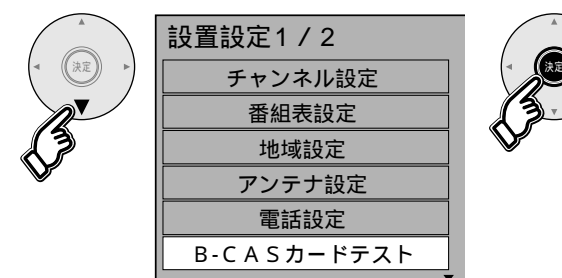 決定
設置設定1/2
チャンネル設定
番組表設定
地域設定
アンテナ設定
電話設定
B-CASカードテスト
決定